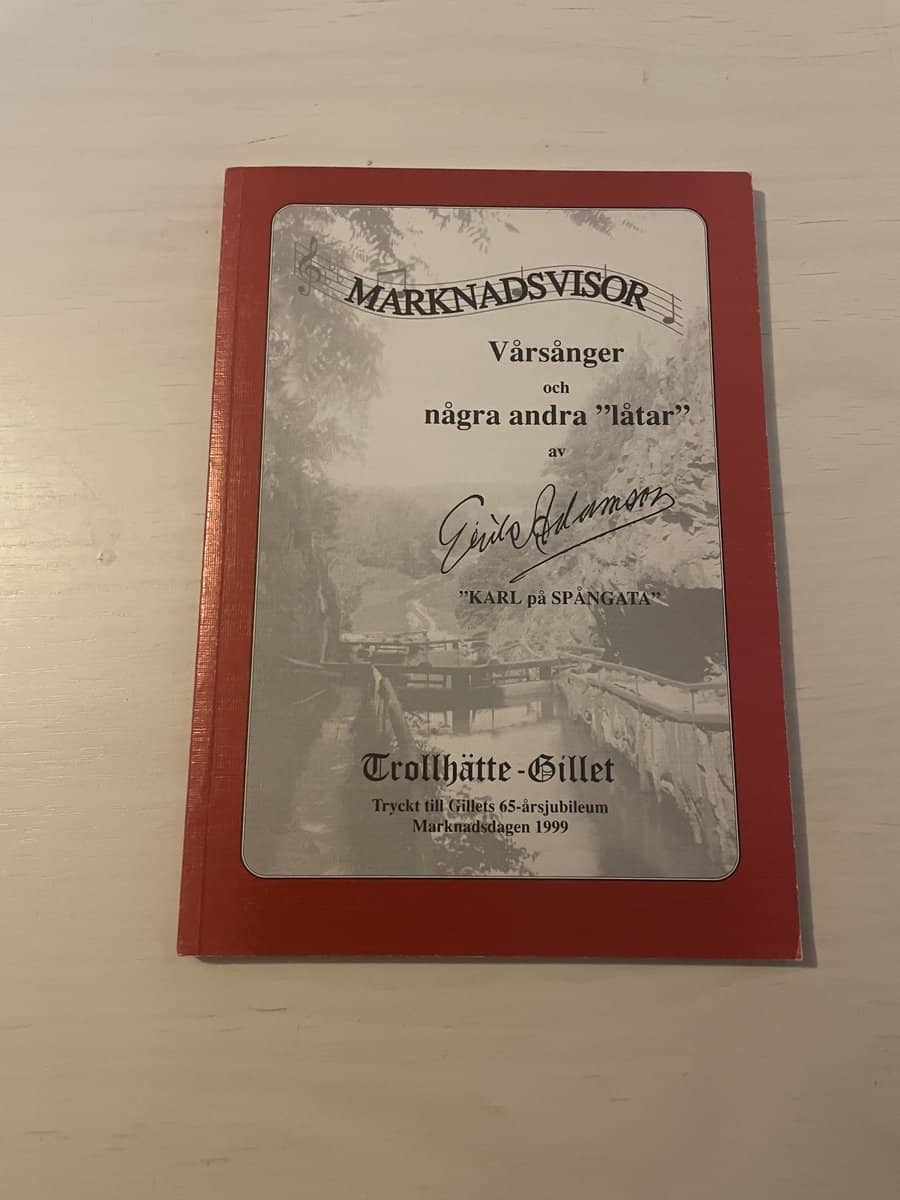 MARKNADSVISOR
Vårsånger
och
några andra ”låtar”
av
Adamson
”KARL på SPÅNGATA”
Trollhätte-Gillet
Tryckt till Gillets 65-årsjubileum
Marknadsdagen 1999